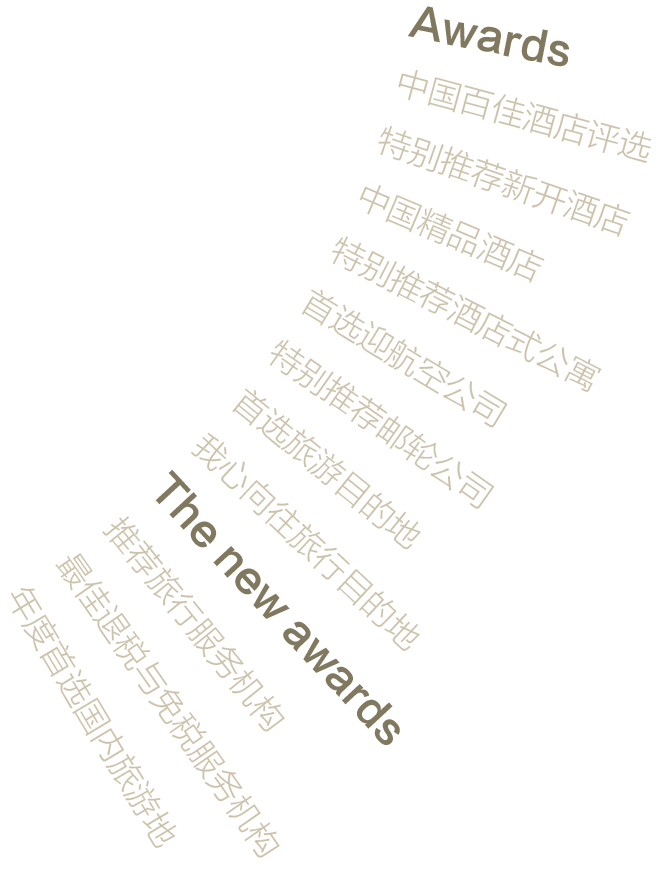 Awards
中国百佳酒店评选
特别推荐新开酒店
中国精品酒店
特别推荐酒店式公寓
首选迎航空公司
特别推荐邮轮公司
首选旅游目的地
我心向往旅行目的地
The new awards
推荐旅行服务机构
最佳退税与免税服务机构
年度首选国内旅游地